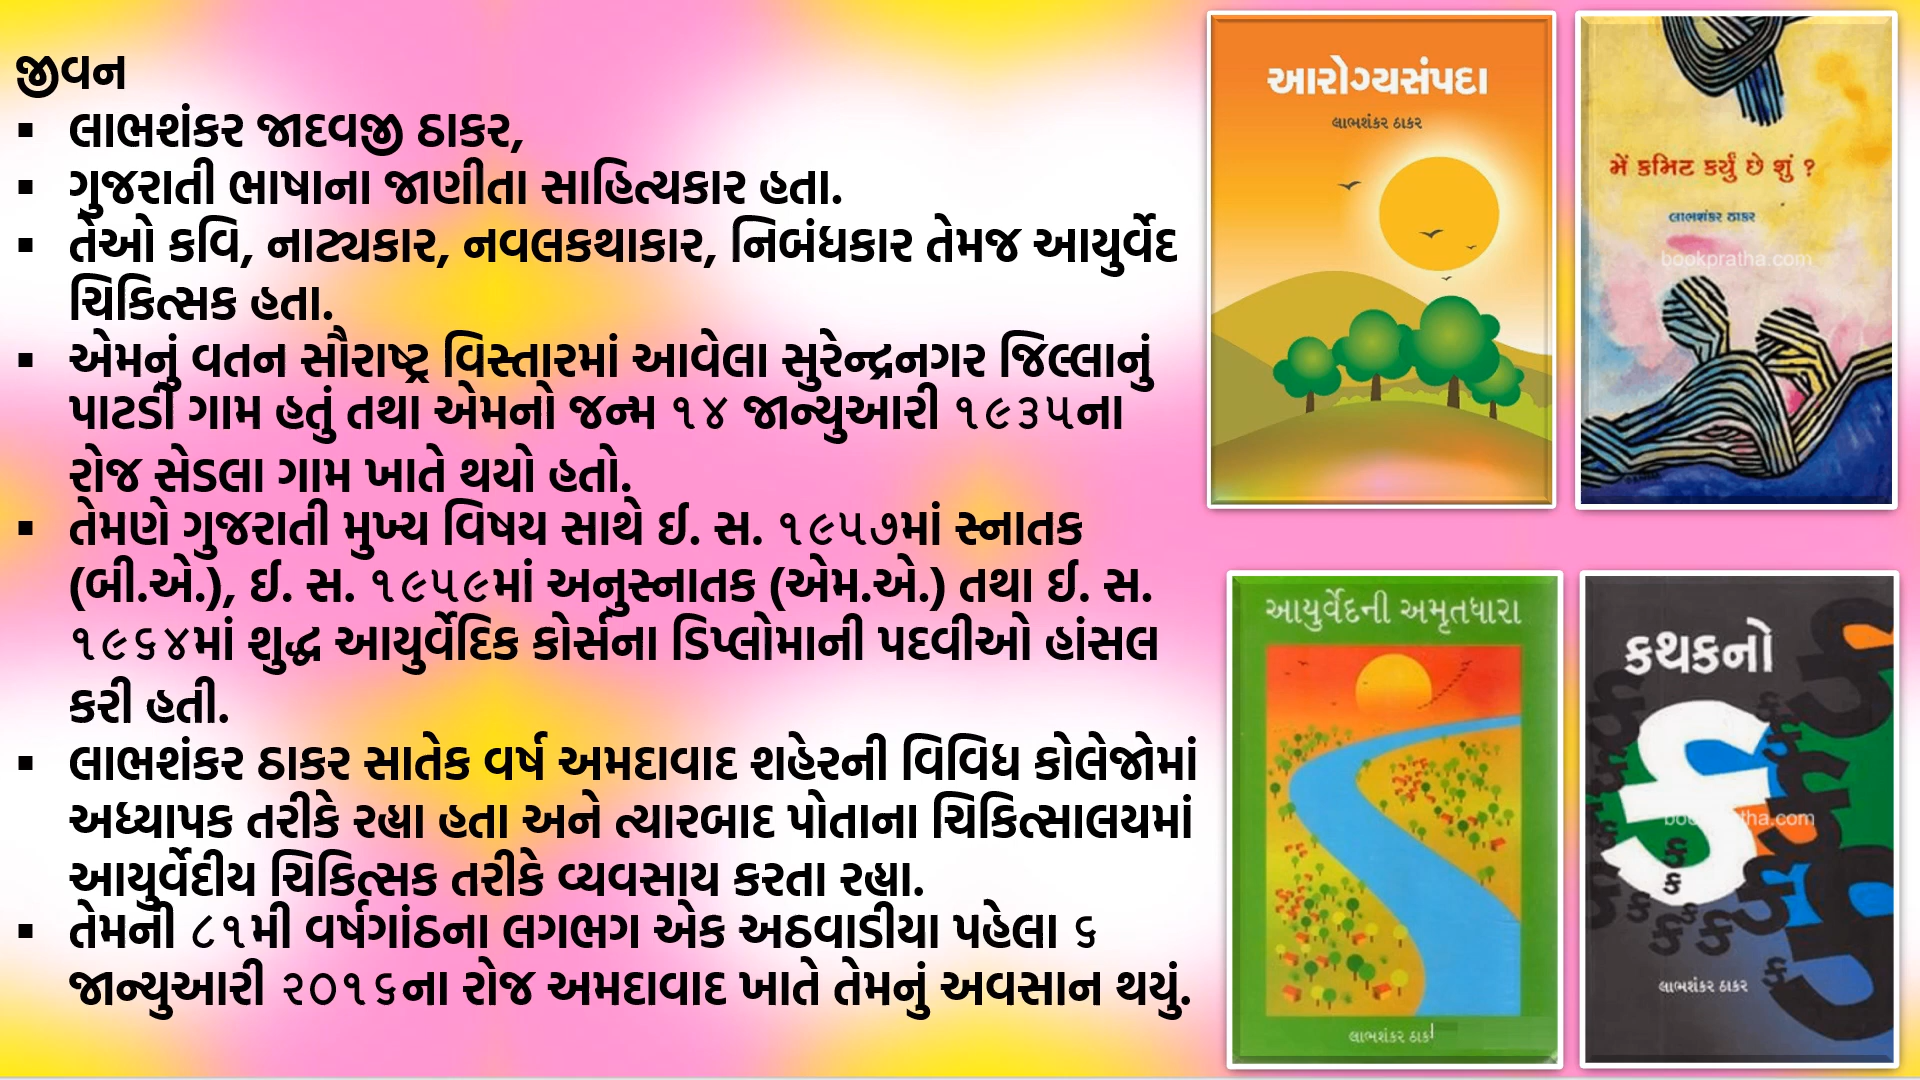 જીવન
▪ લાભશંકર જાદવજી ઠાકર,
▪ ગુજરાતી ભાષાના જાણીતા સાહિત્યકાર હતા.
▪ તેઓ કવિ, નાટ્યકાર, નવલકથાકાર, નિબંધકાર તેમજ આયુર્વેદ
ચિકિત્સક હતા.
▪ એમનું વતન સૌરાષ્ટ્ર વિસ્તારમાં આવેલા સુરેન્દ્રનગર જિલ્લાનું
પાટડી ગામ હતું તથા એમનો જન્મ ૧૪ જાન્યુઆરી ૧૯૩૫ના
રોજ સેડલા ગામ ખાતે થયો હતો.
▪ તેમણે ગુજરાતી મુખ્ય વિષય સાથે ઈ. સ. ૧૯૫૭માં સ્નાતક
(બી.એ.), ઈ. સ. ૧૯૫૯માં અનુસ્નાતક (એમ.એ.) તથા ઈ. સ.
૧૯૬૪માં શુદ્ધ આયુર્વેદિક કોર્સના ડિપ્લોમાની પદવીઓ હાંસલ
કરી હતી.
▪ લાભશંકર ઠાકર સાતેક વર્ષ અમદાવાદ શહેરની વિવિધ કોલેજોમાં
અધ્યાપક તરીકે રહ્યા હતા અને ત્યારબાદ પોતાના ચિકિત્સાલયમાં
આયુર્વેદીય ચિકિત્સક તરીકે વ્યવસાય કરતા રહ્યા.
▪ તેમની ૮૧મી વર્ષગાંઠના લગભગ એક અઠવાડીયા પહેલા ૬
જાન્યુઆરી ૨૦૧૬ના રોજ અમદાવાદ ખાતે તેમનું અવસાન થયું.
આરોગ્યસંપદા
લાભશંકર ઠાકર
મેં કમિટ કર્યું છે શું ?
લાભશંકર ઠાકર
bookpratha.com
આયુર્વેદની અમૃતધારા
લાભશંકર ઠાક
કથકનો
ક
bookpratha.com
ક
ક
ક
ક
ક
લાભશંકર ઠાકર